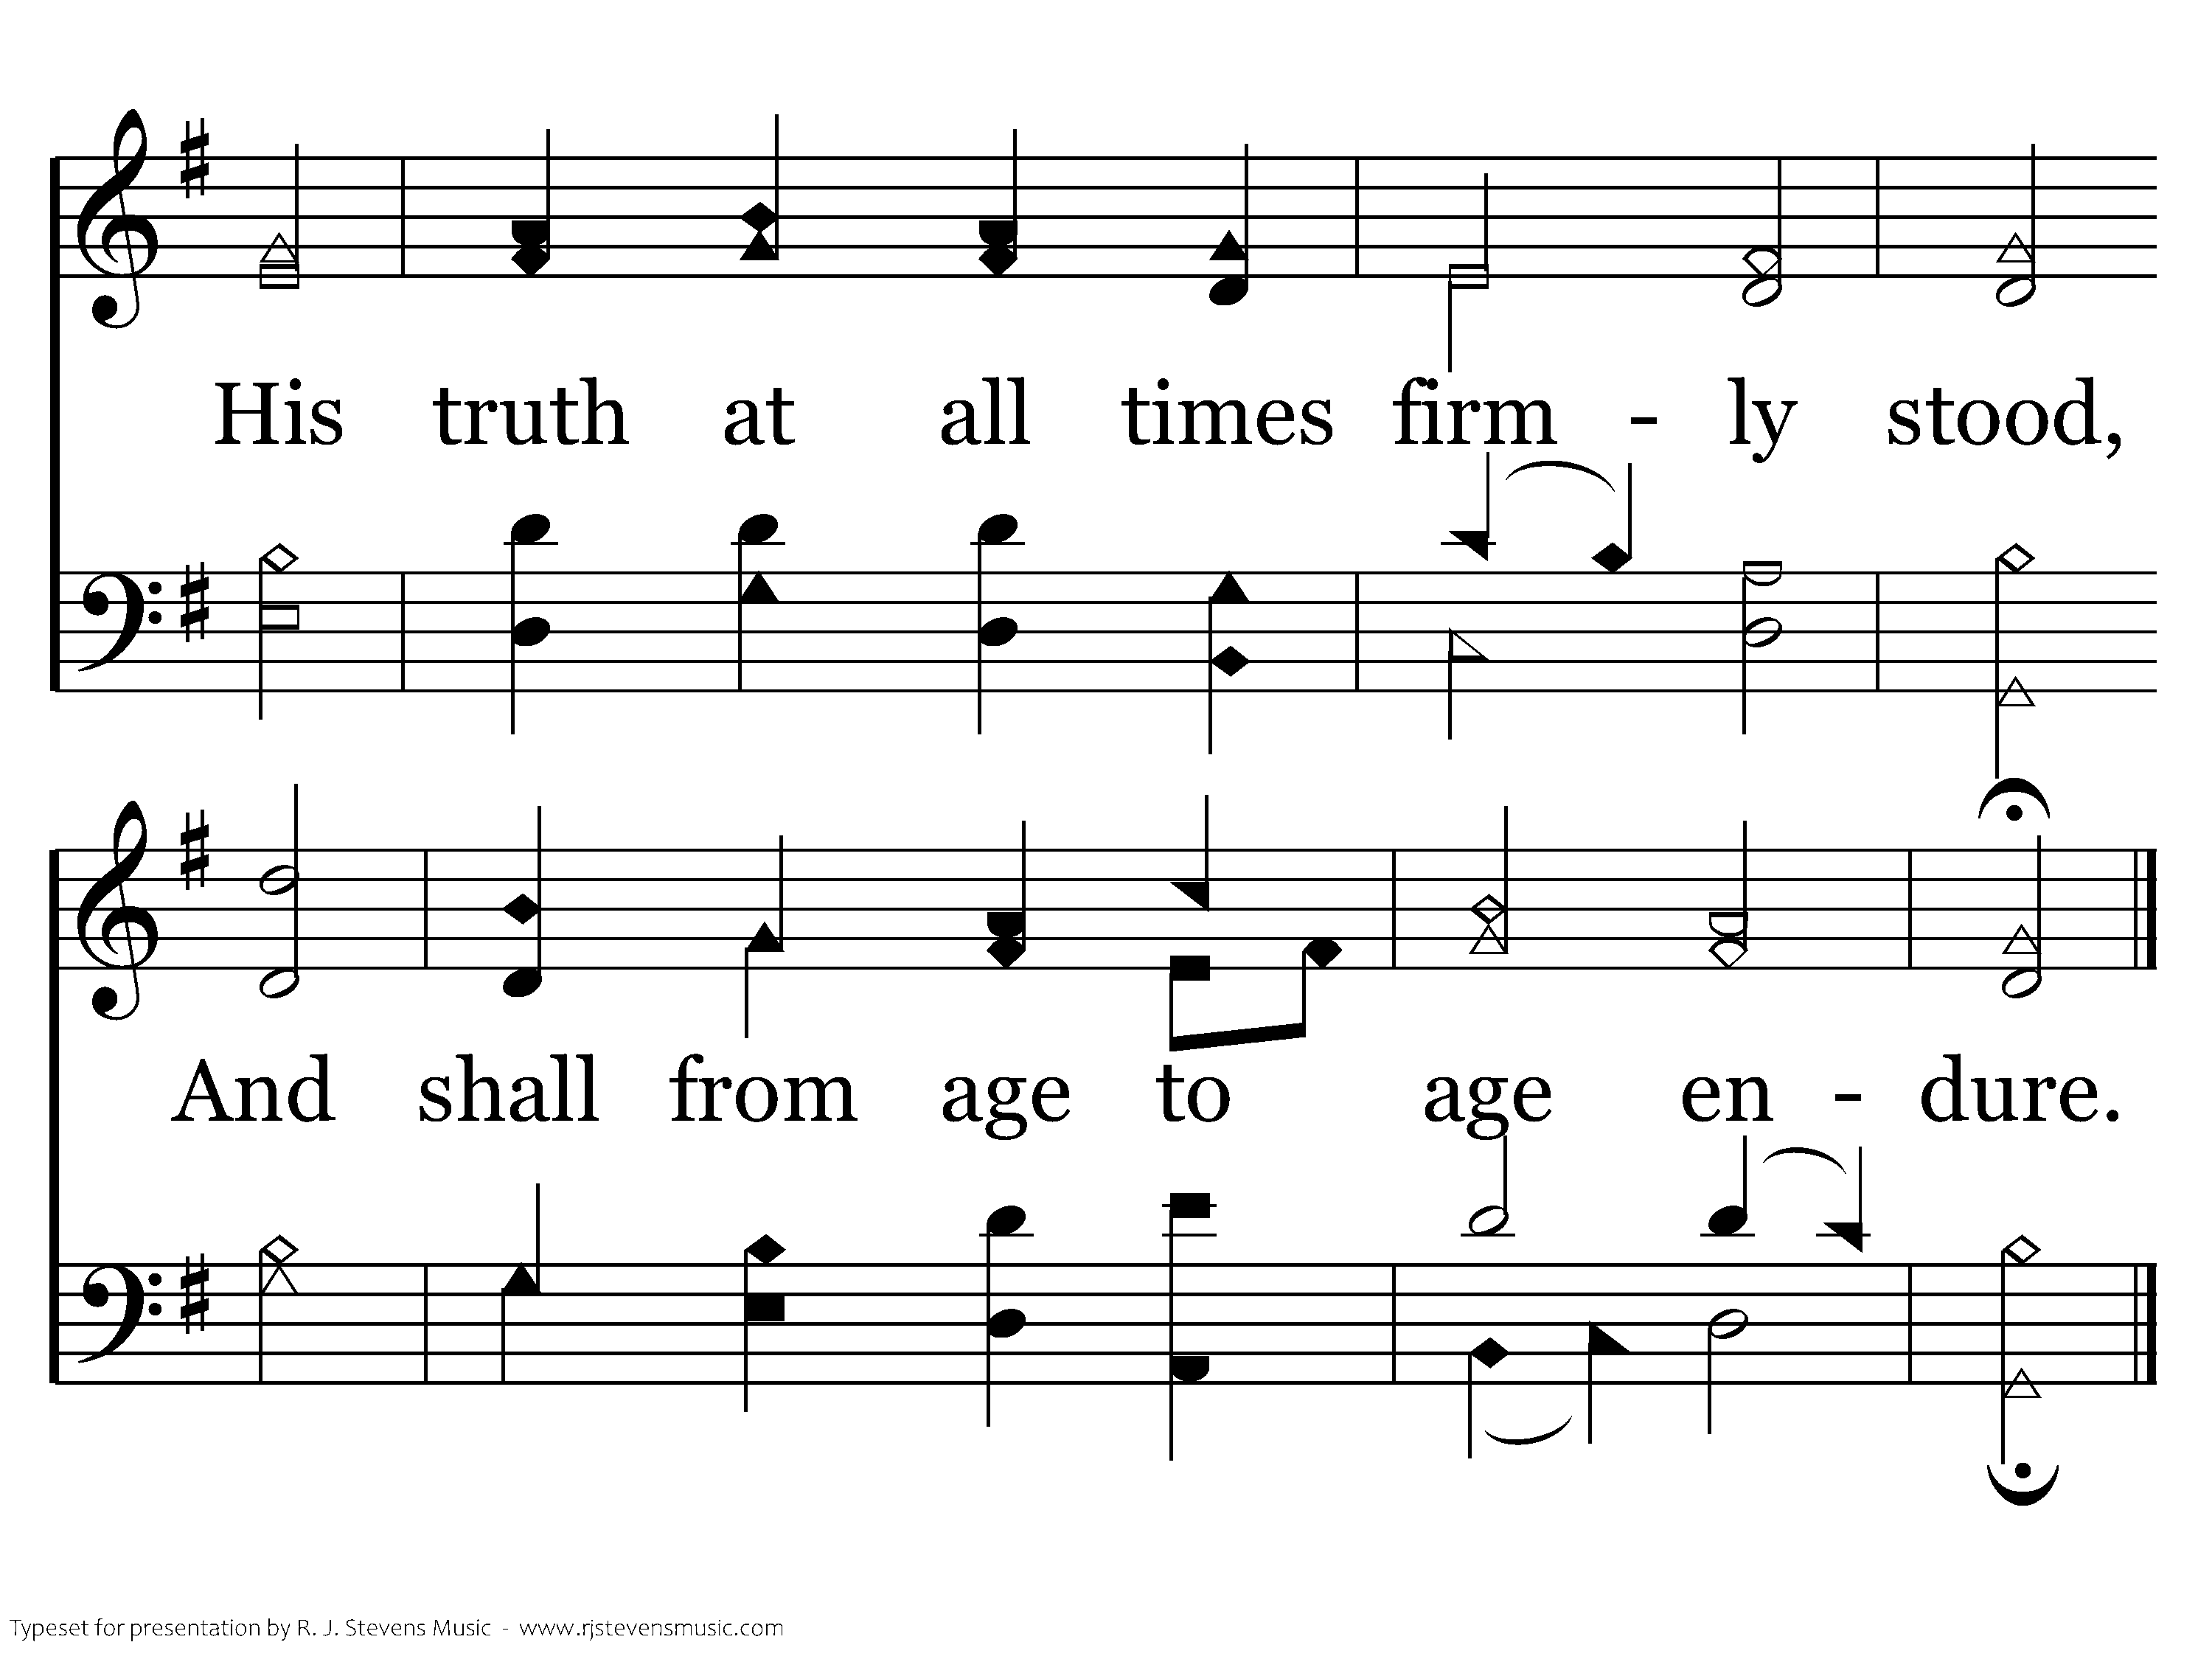 His truth at all times firm - ly stood,
And shall from age to age en - dure.
Typeset for presentation by R. J. Stevens Music - www.rjstevensmusic.com